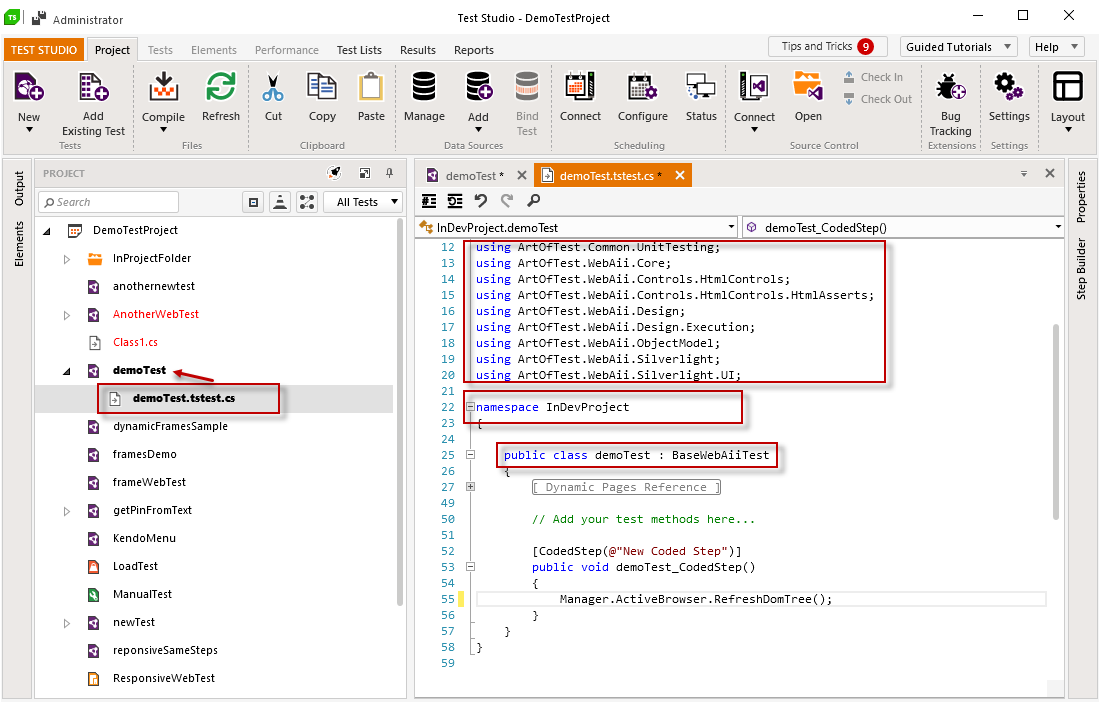 TS Administrator
Test Studio - DemoTestProject
TEST STUDIO Project Tests Elements Performance Test Lists Results Reports
Tips and Tricks 9 Guided Tutorials Help
New
Add Existing Test
Tests
Compile
Refresh
Files
Cut
Copy
Paste
Clipboard
Manage
Add
Bind Test
Data Sources
Connect
Configure
Status
Scheduling
Connect
Open
Check In
Check Out
Source Control
Bug Tracking
Extensions
Settings
Settings
Layout
Output
Elements
PROJECT
Search
All Tests
DemoTestProject
InProjectFolder
anothernewtest
AnotherWebTest
Class1.cs
demoTest
demoTest.tstest.cs
dynamicFramesSample
framesDemo
frameWebTest
getPinFromText
KendoMenu
LoadTest
ManualTest
newTest
reponsiveSameSteps
ResponsiveWebTest
demoTest * demoTest.tstest.cs *
InDevProject.demoTest demoTest_CodedStep()
12 using ArtOfTest.Common.UnitTesting;
13 using ArtOfTest.WebAii.Core;
14 using ArtOfTest.WebAii.Controls.HtmlControls;
15 using ArtOfTest.WebAii.Controls.HtmlControls.HtmlAsserts;
16 using ArtOfTest.WebAii.Design;
17 using ArtOfTest.WebAii.Design.Execution;
18 using ArtOfTest.WebAii.ObjectModel;
19 using ArtOfTest.WebAii.Silverlight;
20 using ArtOfTest.WebAii.Silverlight.UI;
21
22 namespace InDevProject
23 {
24
25 public class demoTest : BaseWebAiiTest
26 {
27 [ Dynamic Pages Reference ]
49
50 // Add your test methods here...
51
52 [CodedStep(@"New Coded Step")]
53 public void demoTest_CodedStep()
54 {
55 Manager.ActiveBrowser.RefreshDomTree();
56 }
57 }
58 }
59
Properties
Step Builder